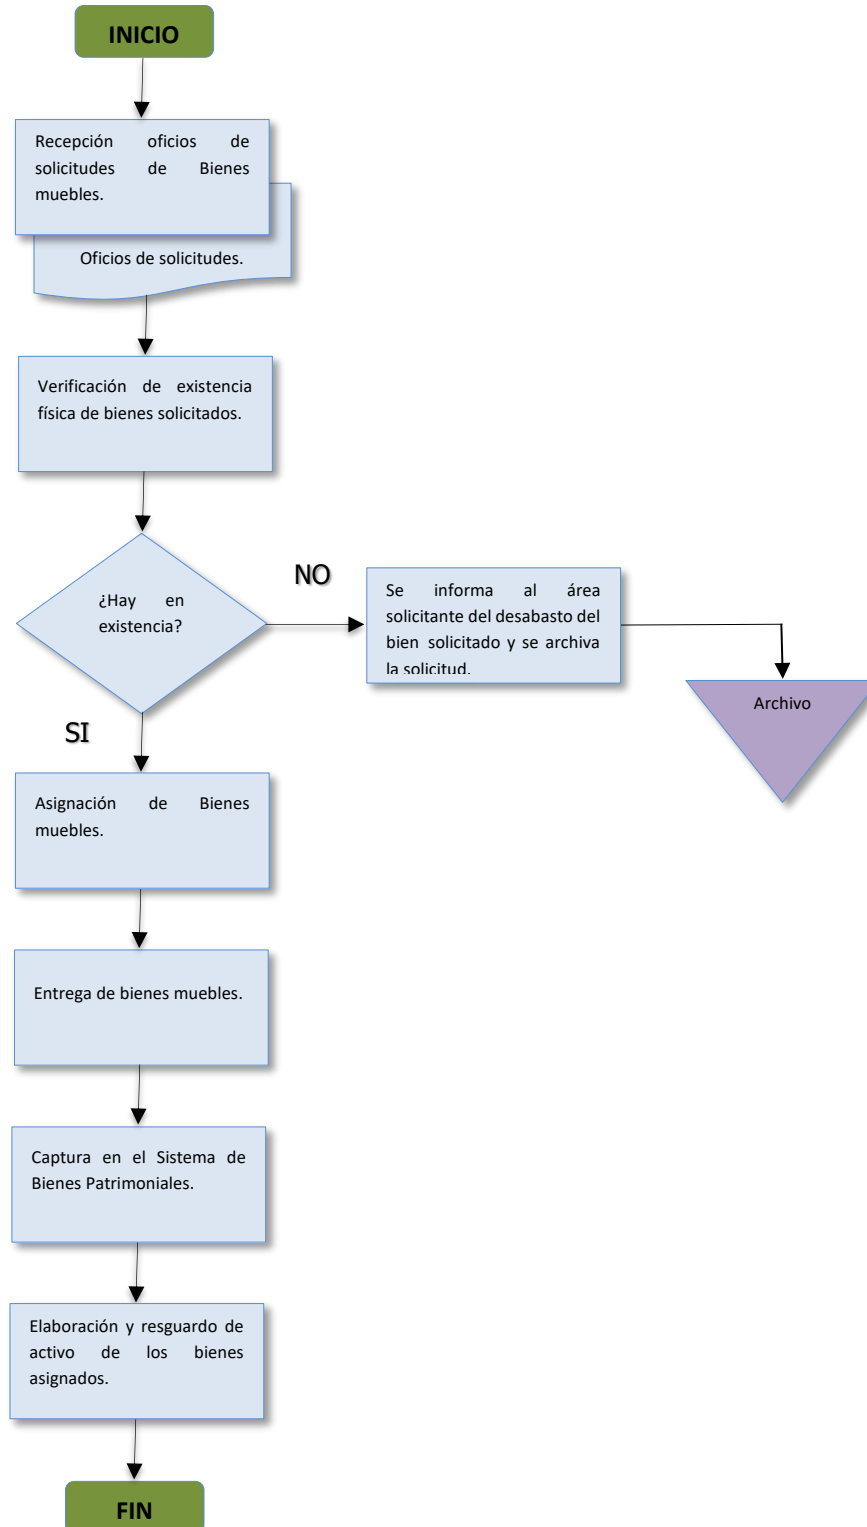 INICIO
Recepción oficios de
solicitudes de Bienes
muebles.
Oficios de solicitudes.
Verificación de existencia
física de bienes solicitados.
¿Hay en
existencia?
NO
Se informa al área
solicitante del desabasto del
bien solicitado y se archiva
la solicitud.
Archivo
SI
Asignación de Bienes
muebles.
Entrega de bienes muebles.
Captura en el Sistema de
Bienes Patrimoniales.
Elaboración y resguardo de
activo de los bienes
asignados.
FIN